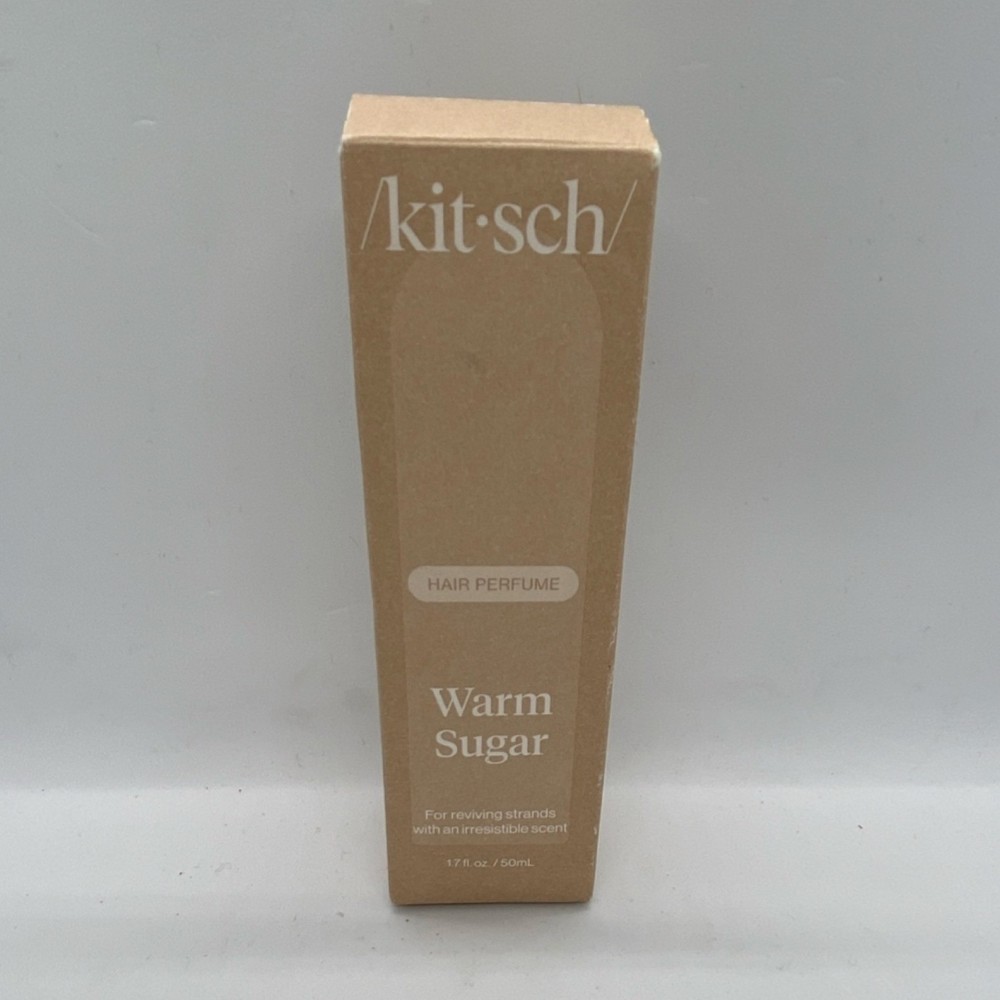 /kit·sch/
HAIR PERFUME
Warm
Sugar
For reviving strands
with an irresistible scent
1.7 fl. oz. / 50mL